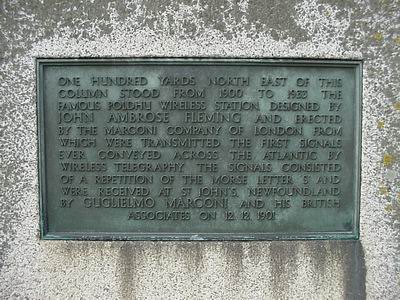 ONE HUNDRED YARDS NORTH EAST OF THIS
COLUMN STOOD FROM 1900 TO 1933 THE
FAMOUS POLDHU WIRELESS STATION, DESIGNED BY
JOHN AMBROSE FLEMING AND ERECTED
BY THE MARCONI COMPANY OF LONDON, FROM
WHICH WERE TRANSMITTED THE FIRST SIGNALS
EVER CONVEYED ACROSS THE ATLANTIC BY
WIRELESS TELEGRAPHY. THE SIGNALS CONSISTED
OF A REPETITION OF THE MORSE LETTER "S" AND
WERE RECEIVED AT ST JOHN'S, NEWFOUNDLAND
BY GUGLIELMO MARCONI AND HIS BRITISH
ASSOCIATES ON 12. 12. 1901